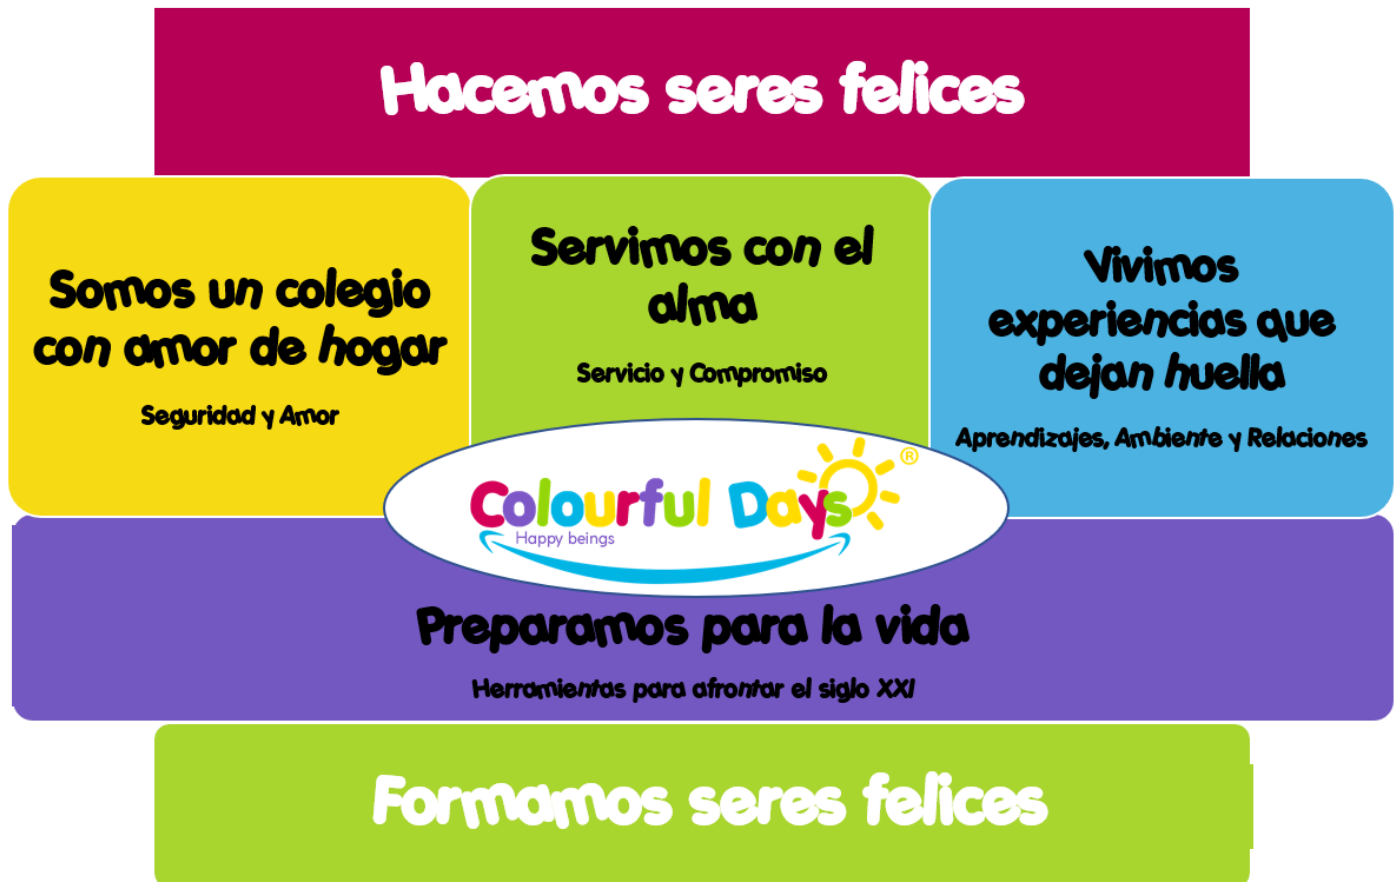 Hacemos seres felices
Somos un colegio
con amor de hogar
Seguridad y Amor
Servimos con el
alma
Servicio y Compromiso
Vivimos
experiencias que
dejan huella
Aprendizajes, Ambiente y Relaciones
Colourful Days ®
Happy beings
Preparamos para la vida
Herramientas para afrontar el siglo XXI
Formamos seres felices